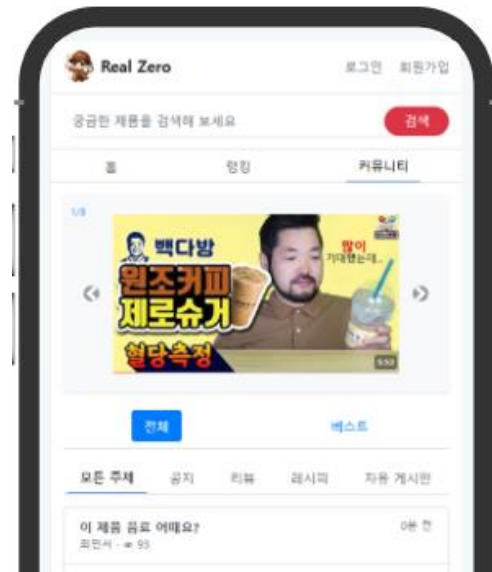 Real Zero
로그인 회원가입
궁금한 제품을 검색해 보세요
검색
홈 랭킹 커뮤니티
1/3
백다방
원조커피
제로슈거
혈당측정
많이
기대했는데..
5:53
전체 베스트
모든 주제 공지 리뷰 레시피 자유 게시판
이 제품 음료 어때요?
0분 전
93